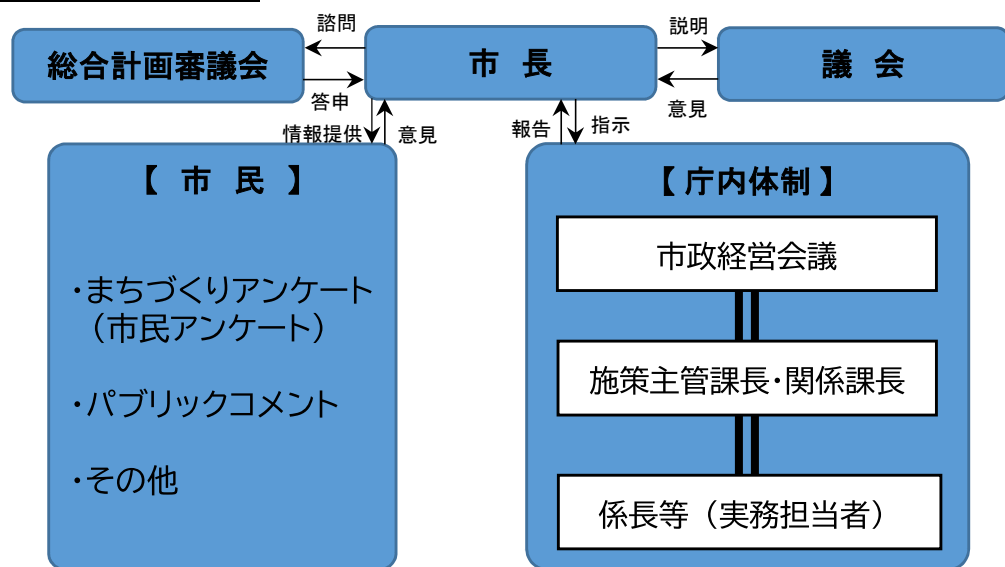 諮問
説明
総合計画審議会
市 長
議 会
答申
意見
情報提供
意見
報告
指示
【 市 民 】
・まちづくりアンケート
（市民アンケート）
・パブリックコメント
・その他
【庁内体制】
市政経営会議
施策主管課長・関係課長
係長等（実務担当者）